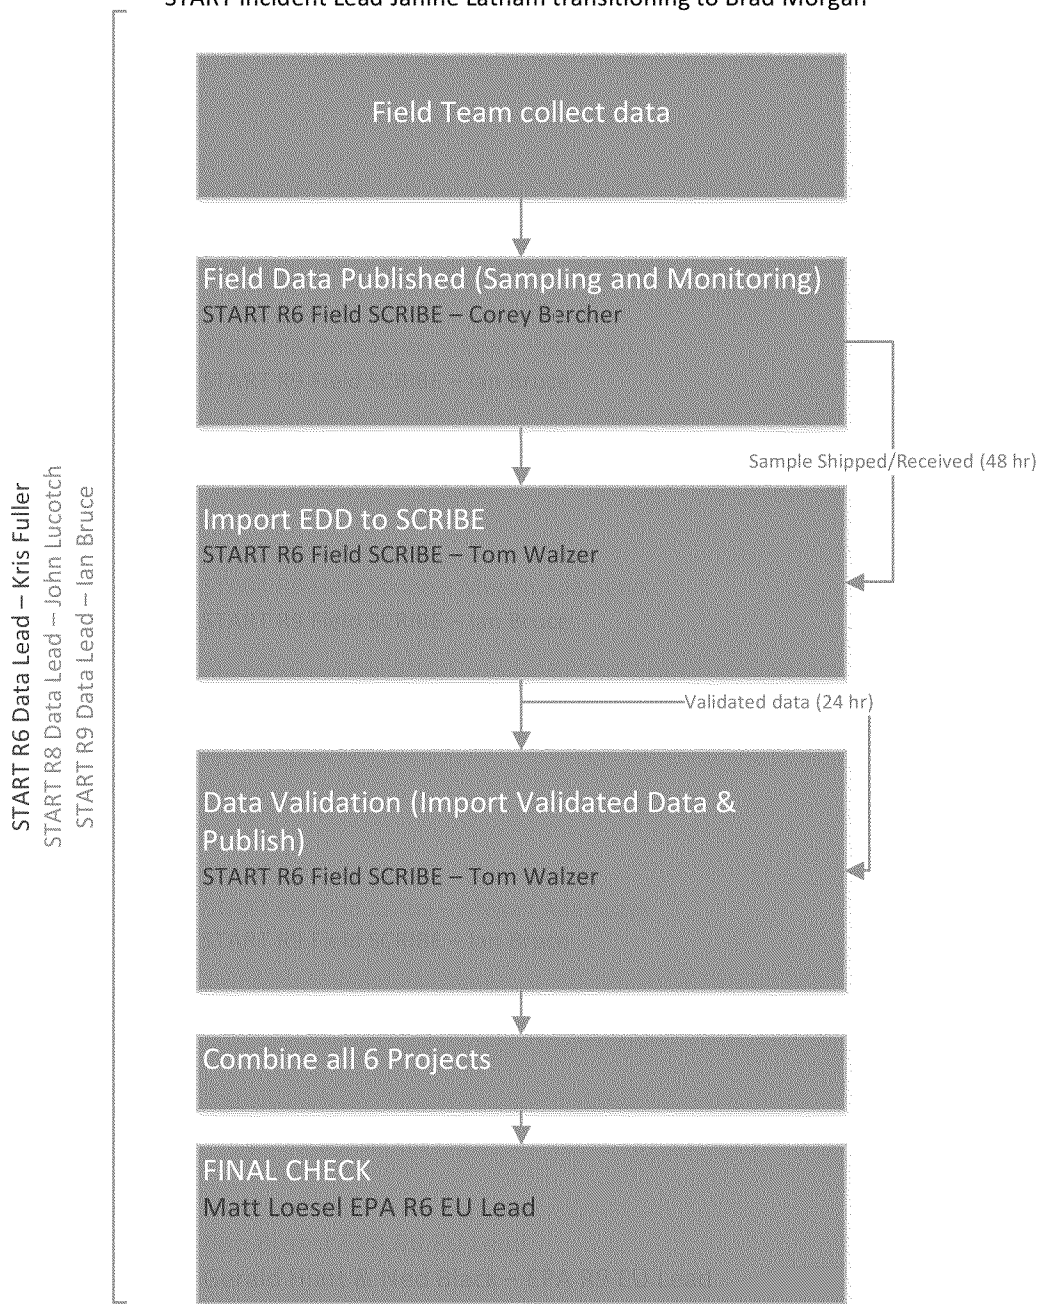 START Incident Lead Janine Latham transitioning to Brad Morgan
Field Team collect data
Field Data Published (Sampling and Monitoring)
START R6 Field SCRIBE – Corey Bercher
Sample Shipped/Received (48 hr)
Import EDD to SCRIBE
START R6 Field SCRIBE – Tom Walzer
Validated data (24 hr)
Data Validation (Import Validated Data &
Publish)
START R6 Field SCRIBE – Tom Walzer
Combine all 6 Projects
FINAL CHECK
Matt Loesel EPA R6 EU Lead
START R6 Data Lead – Kris Fuller
START R8 Data Lead – John Lucotch
START R9 Data Lead – Ian Bruce